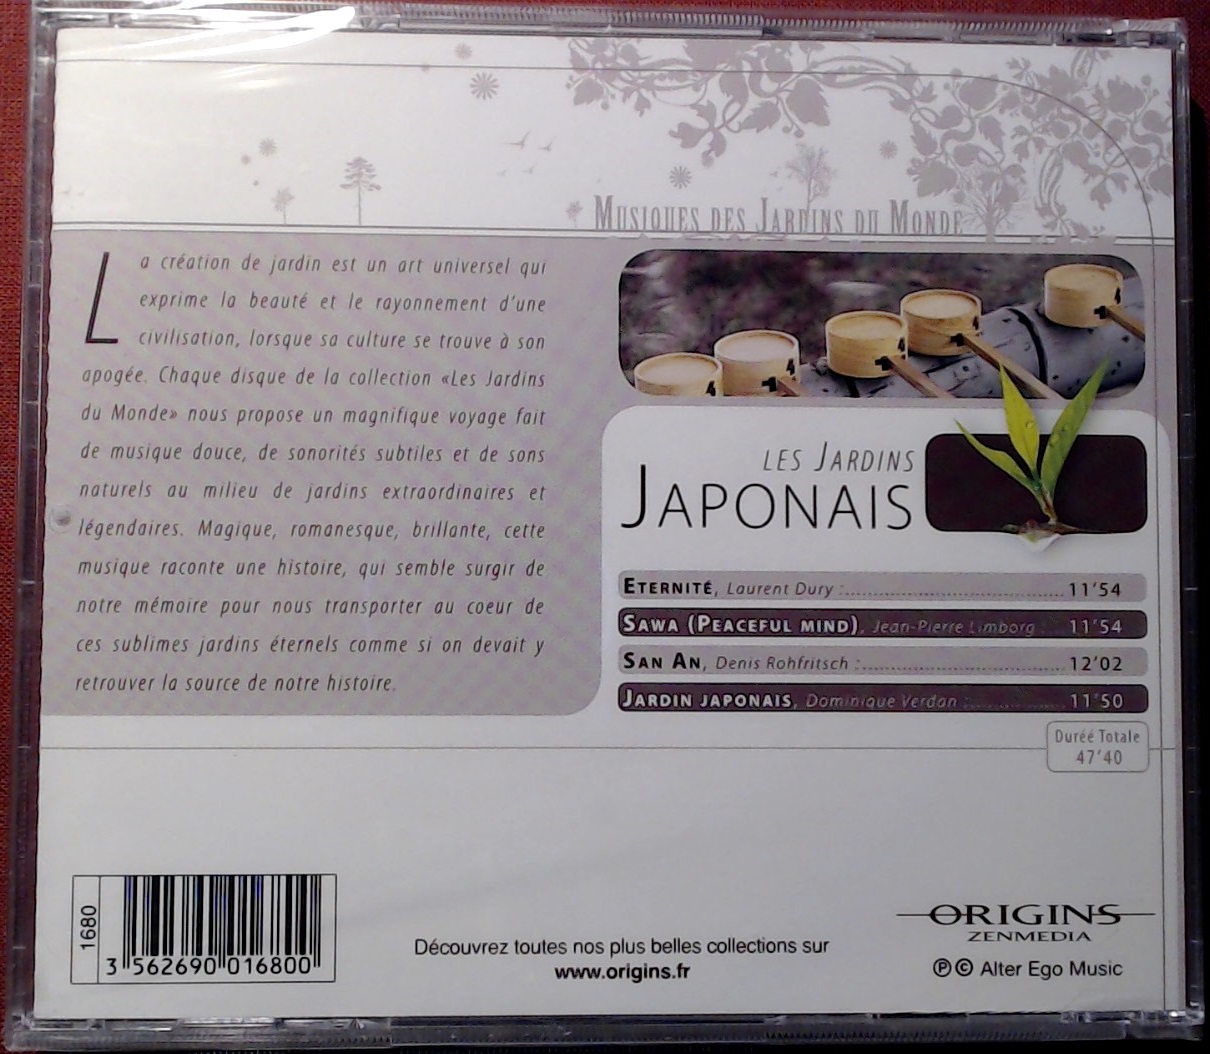 Musiques des Jardins du Monde
La création de jardin est un art universel qui
exprime la beauté et le rayonnement d'une
civilisation, lorsque sa culture se trouve à son
apogée. Chaque disque de la collection «Les Jardins
du Monde» nous propose un magnifique voyage fait
de musique douce, de sonorités subtiles et de sons
naturels au milieu de jardins extraordinaires et
légendaires. Magique, romanesque, brillante, cette
musique raconte une histoire, qui semble surgir de
notre mémoire pour nous transporter au coeur de
ces sublimes jardins éternels comme si on devait y
retrouver la source de notre histoire.
LES JARDINS
JAPONAIS
ETERNITÉ, Laurent Dury :.......................................... 11'54
SAWA (PEACEFUL MIND), Jean-Pierre Limborg : 11'54
SAN AN, Denis Rohfritsch :....................................... 12'02
JARDIN JAPONAIS, Dominique Verdan :.................... 11'50
Duréé Totale
47'40
1680
3 562690 016800
Découvrez toutes nos plus belles collections sur
www.origins.fr
ORIGINS
ZENMEDIA
℗ © Alter Ego Music